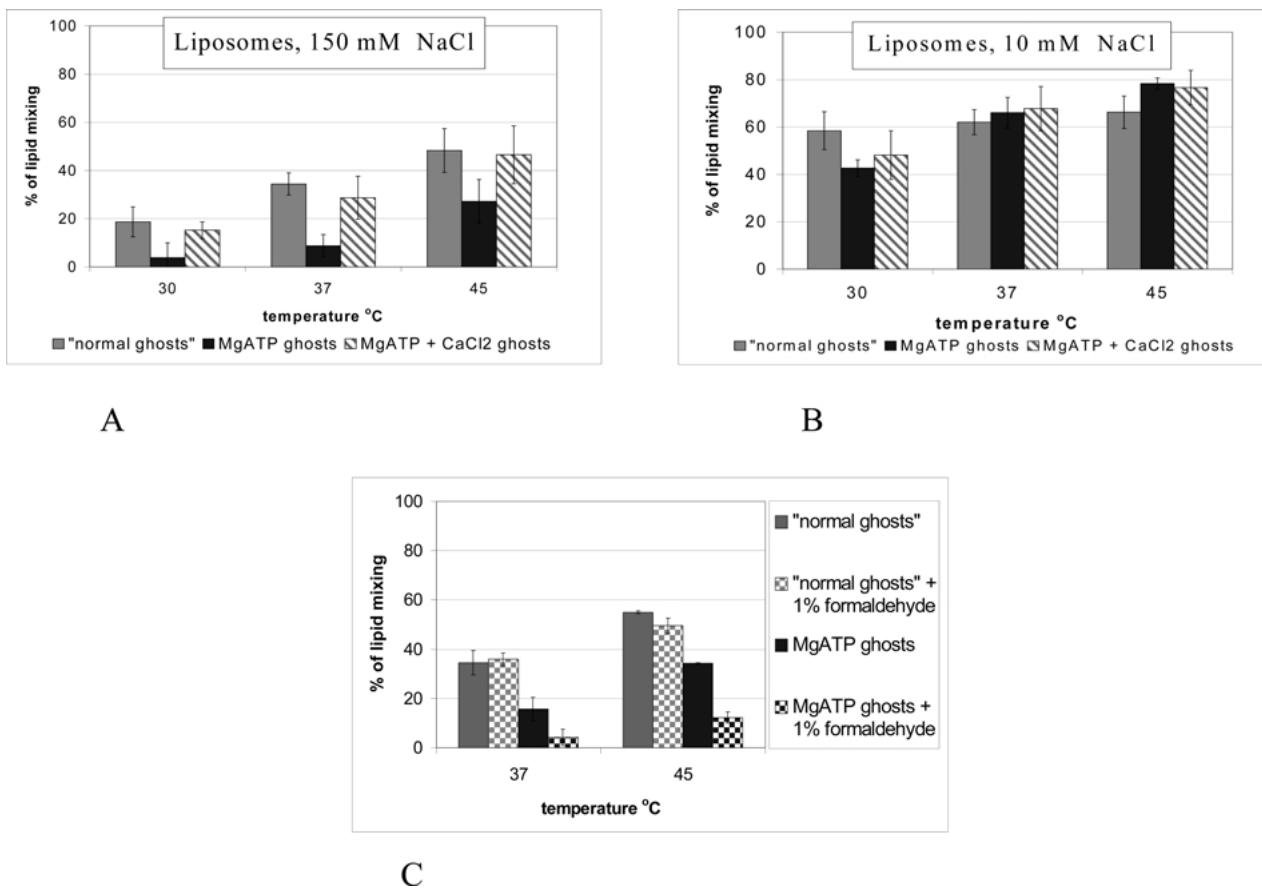 Liposomes, 150 mM NaCl
% of lipid mixing
100
80
60
40
20
0
30 37 45
temperature °C
"normal ghosts" MgATP ghosts MgATP + CaCl2 ghosts
A
Liposomes, 10 mM NaCl
% of lipid mixing
100
80
60
40
20
0
30 37 45
temperature °C
"normal ghosts" MgATP ghosts MgATP + CaCl2 ghosts
B
% of lipid mixing
100
80
60
40
20
0
37 45
temperature °C
"normal ghosts"
"normal ghosts" +
1% formaldehyde
MgATP ghosts
MgATP ghosts +
1% formaldehyde
C